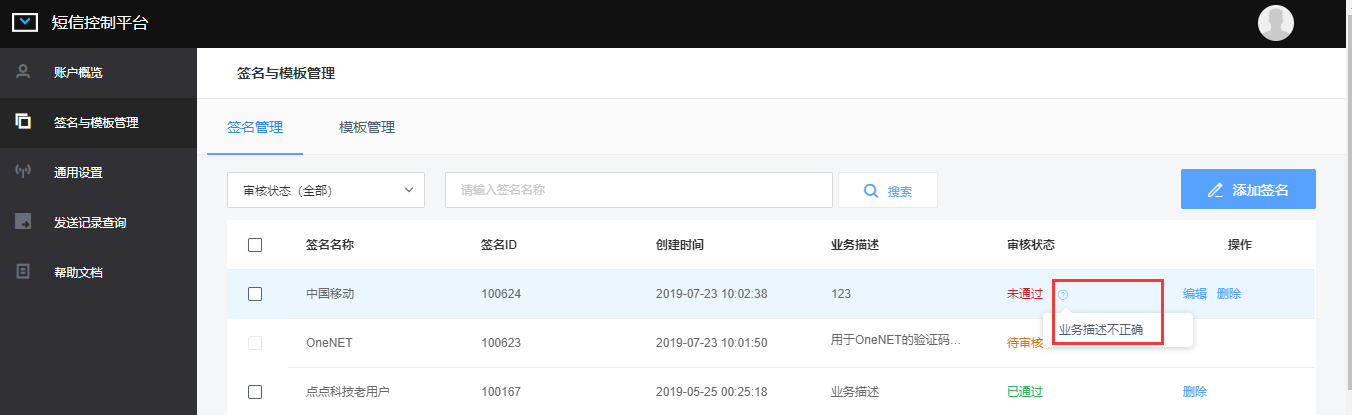 短信控制平台
账户概览
签名与模板管理
通用设置
发送记录查询
帮助文档
签名与模板管理
签名管理 模板管理
审核状态（全部） 请输入签名名称 搜索 添加签名
签名名称 签名ID 创建时间 业务描述 审核状态 操作
中国移动 100624 2019-07-23 10:02:38 123 未通过 ? 编辑 删除
业务描述不正确
OneNET 100623 2019-07-23 10:01:50 用于OneNET的验证码... 待审核
点点科技老用户 100167 2019-05-25 00:25:18 业务描述 已通过 删除